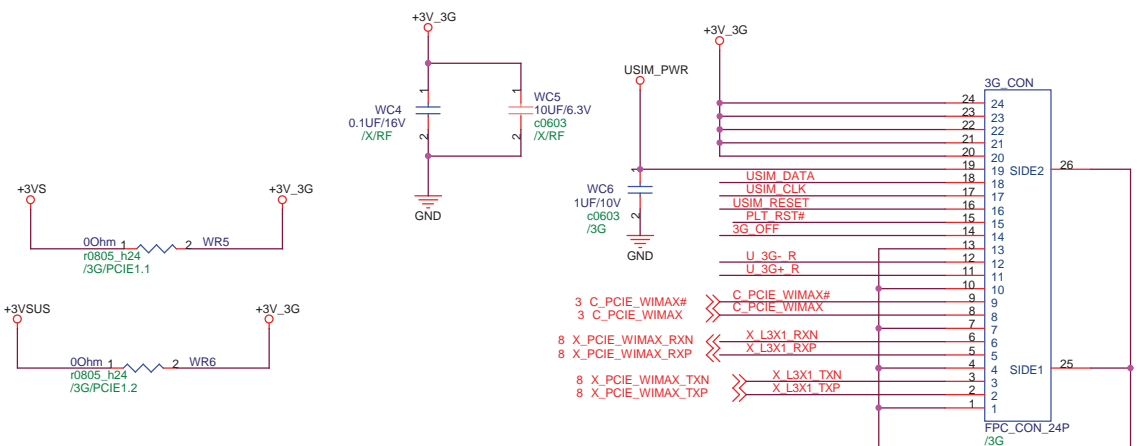 +3V_3G
+3V_3G
USIM_PWR
3G_CON
1
WC4
0.1UF/16V
2
/X/RF
1
WC5
10UF/6.3V
c0603
2
/X/RF
GND
1
WC6
1UF/10V
c0603
2
/3G
GND
+3VS
+3V_3G
0Ohm 1
2 WR5
r0805_h24
/3G/PCIE1.1
+3VSUS
+3V_3G
0Ohm 1
2 WR6
r0805_h24
/3G/PCIE1.2
24 24
23 23
22 22
21 21
20 20
19 19 SIDE2 26
USIM_DATA 18 18
USIM_CLK 17 17
USIM_RESET 16 16
PLT_RST# 15 15
3G_OFF 14 14
13 13
U_3G-_R 12 12
U_3G+_R 11 11
10 10
3 C_PCIE_WIMAX# C_PCIE_WIMAX# 9 9
3 C_PCIE_WIMAX C_PCIE_WIMAX 8 8
7 7
8 X_PCIE_WIMAX_RXN X_L3X1_RXN 6 6
8 X_PCIE_WIMAX_RXP X_L3X1_RXP 5 5
4 4 SIDE1 25
8 X_PCIE_WIMAX_TXN X_L3X1_TXN 3 3
8 X_PCIE_WIMAX_TXP X_L3X1_TXP 2 2
1 1
FPC_CON_24P
/3G